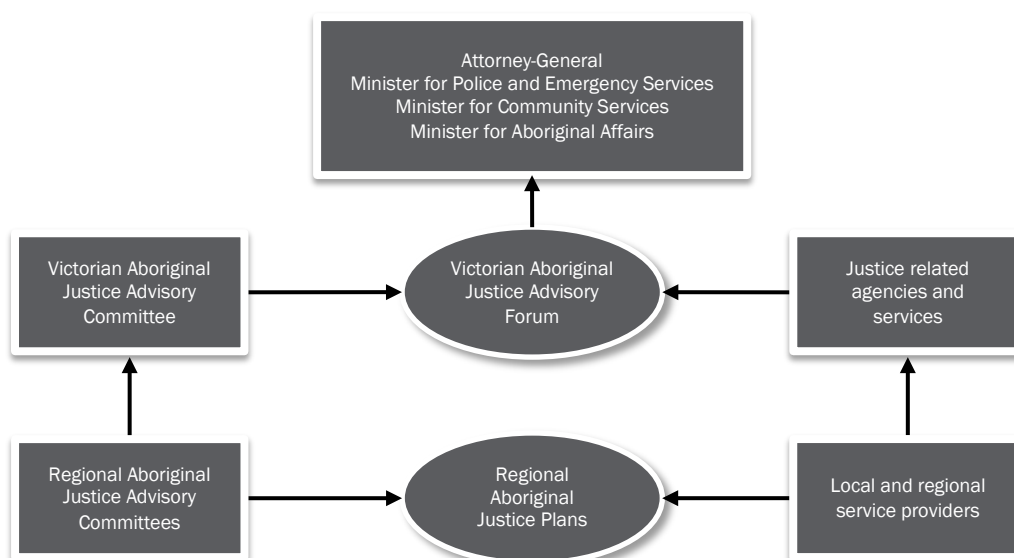 Attorney-General
Minister for Police and Emergency Services
Minister for Community Services
Minister for Aboriginal Affairs
Victorian Aboriginal
Justice Advisory
Committee
Victorian Aboriginal
Justice Advisory
Forum
Justice related
agencies and
services
Regional Aboriginal
Justice Advisory
Committees
Regional
Aboriginal
Justice Plans
Local and regional
service providers